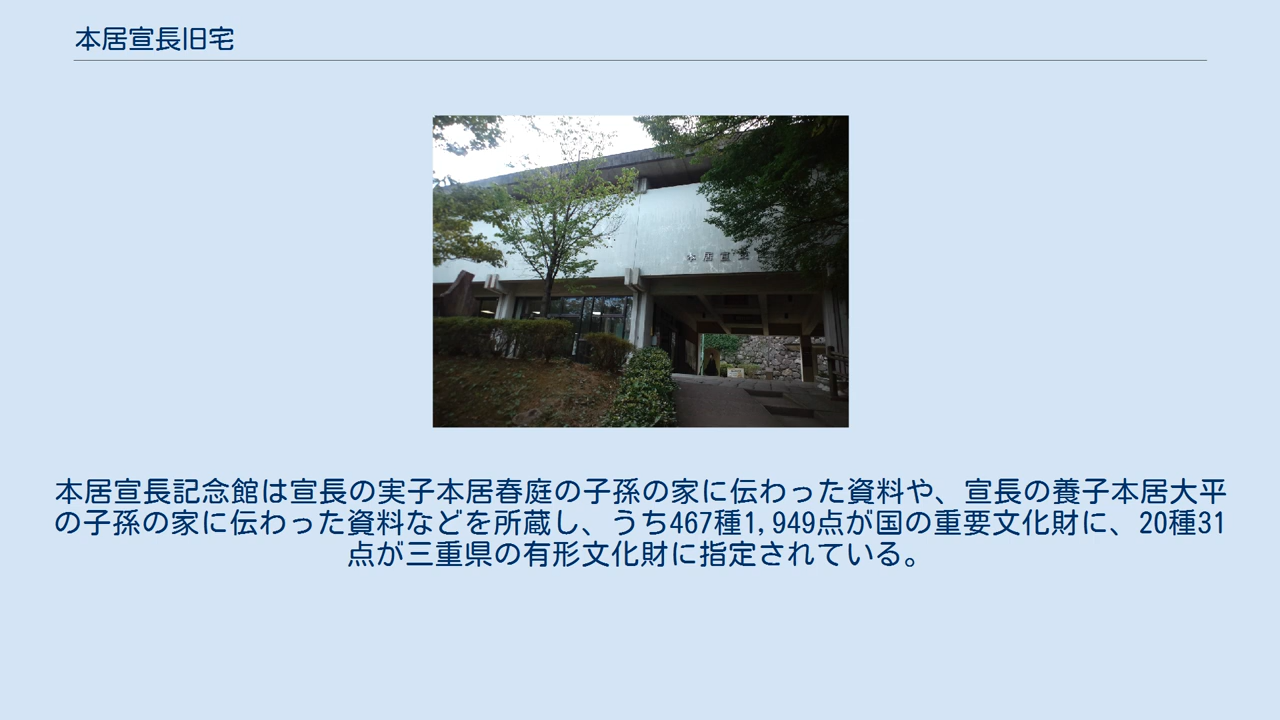 本居宣長旧宅
本居宣長
本居宣長記念館は宣長の実子本居春庭の子孫の家に伝わった資料や、宣長の養子本居大平
の子孫の家に伝わった資料などを所蔵し、うち467種1,949点が国の重要文化財に、20種31
点が三重県の有形文化財に指定されている。